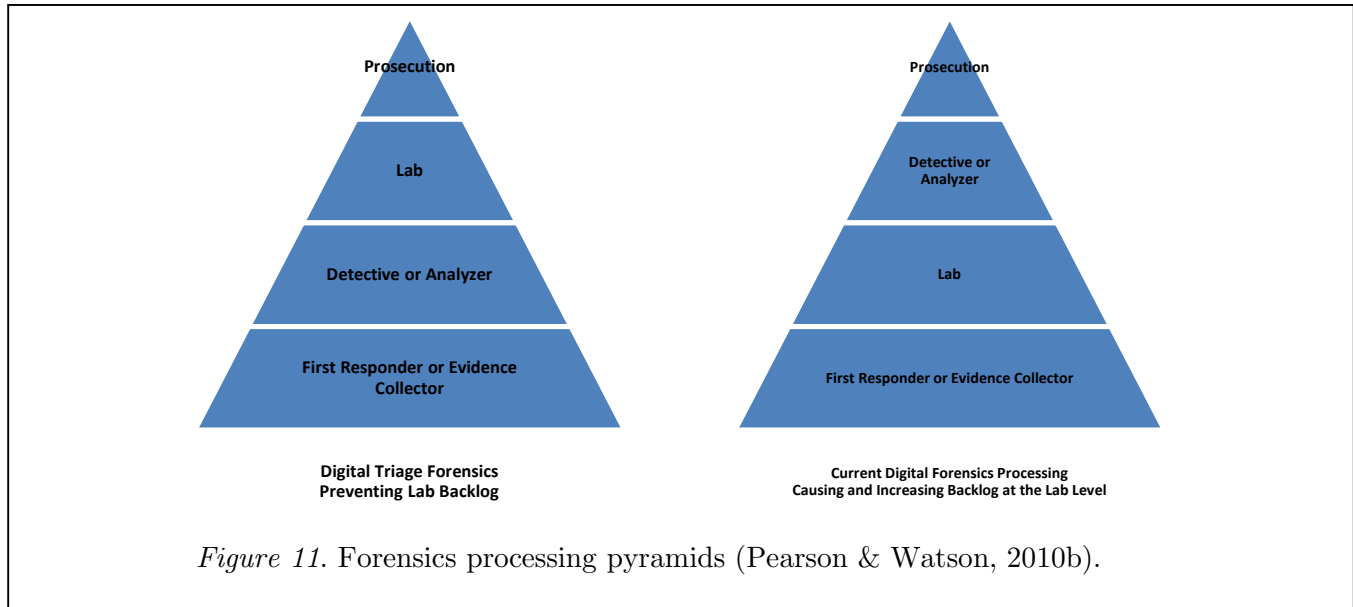 Prosecution
Lab
Detective or Analyzer
First Responder or Evidence
Collector
Digital Triage Forensics
Preventing Lab Backlog
Prosecution
Detective or
Analyzer
Lab
First Responder or Evidence Collector
Current Digital Forensics Processing
Causing and Increasing Backlog at the Lab Level
Figure 11. Forensics processing pyramids (Pearson & Watson, 2010b).